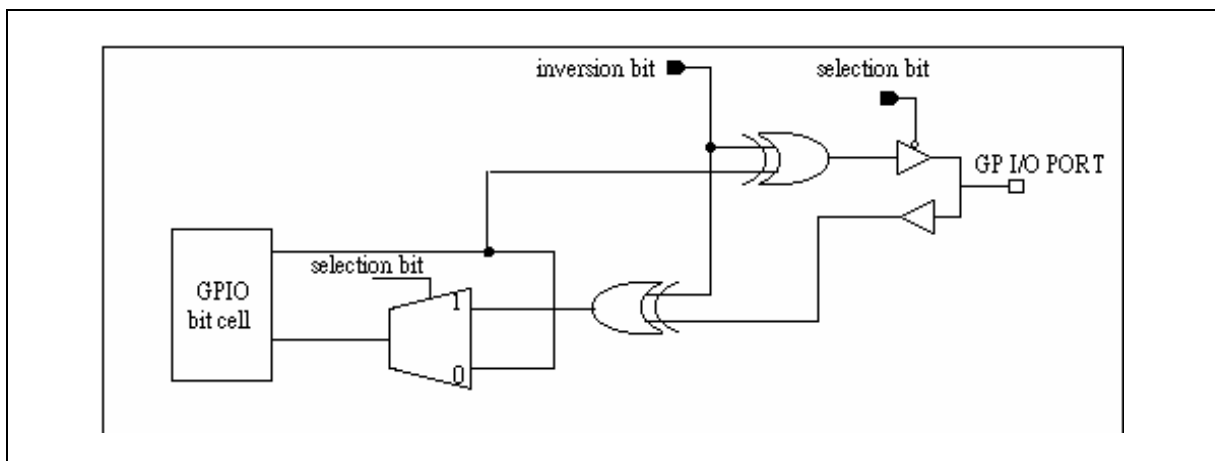 inversion bit
selection bit
GP I/O PORT
selection bit
GPIO
bit cell
1
0